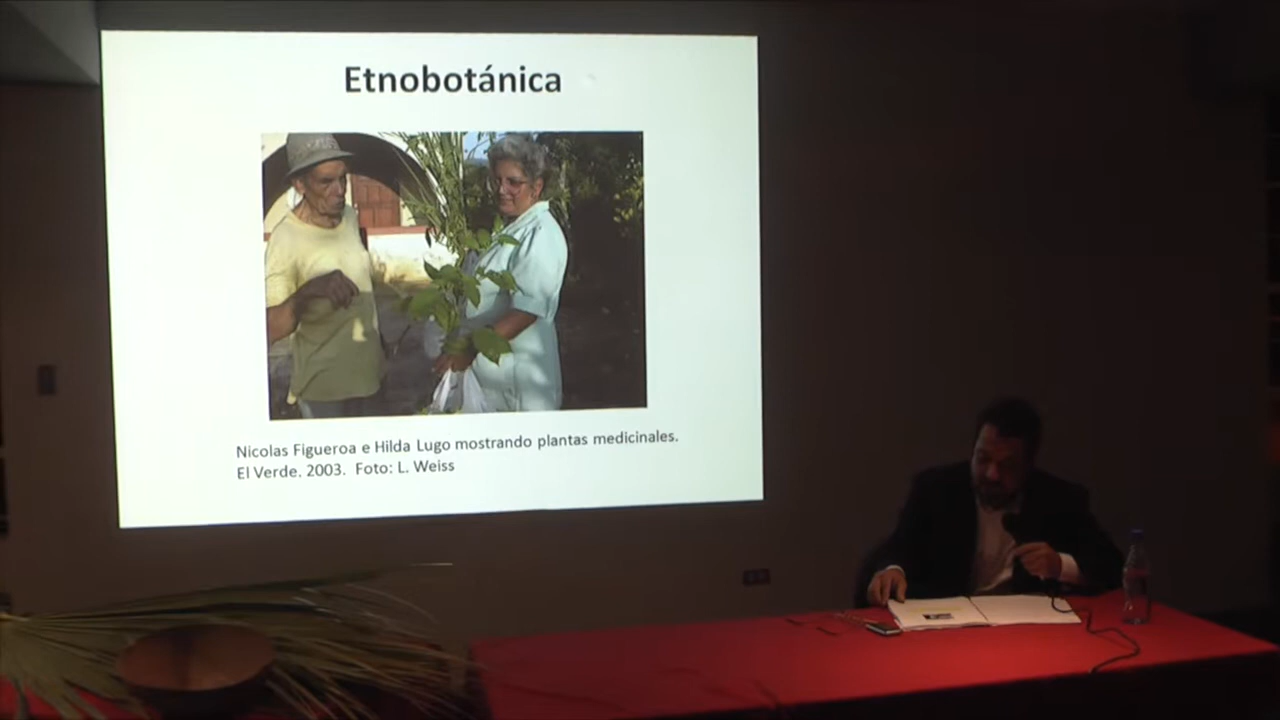 Etnobotánica
Nicolas Figueroa e Hilda Lugo mostrando plantas medicinales.
El Verde. 2003. Foto: L. Weiss